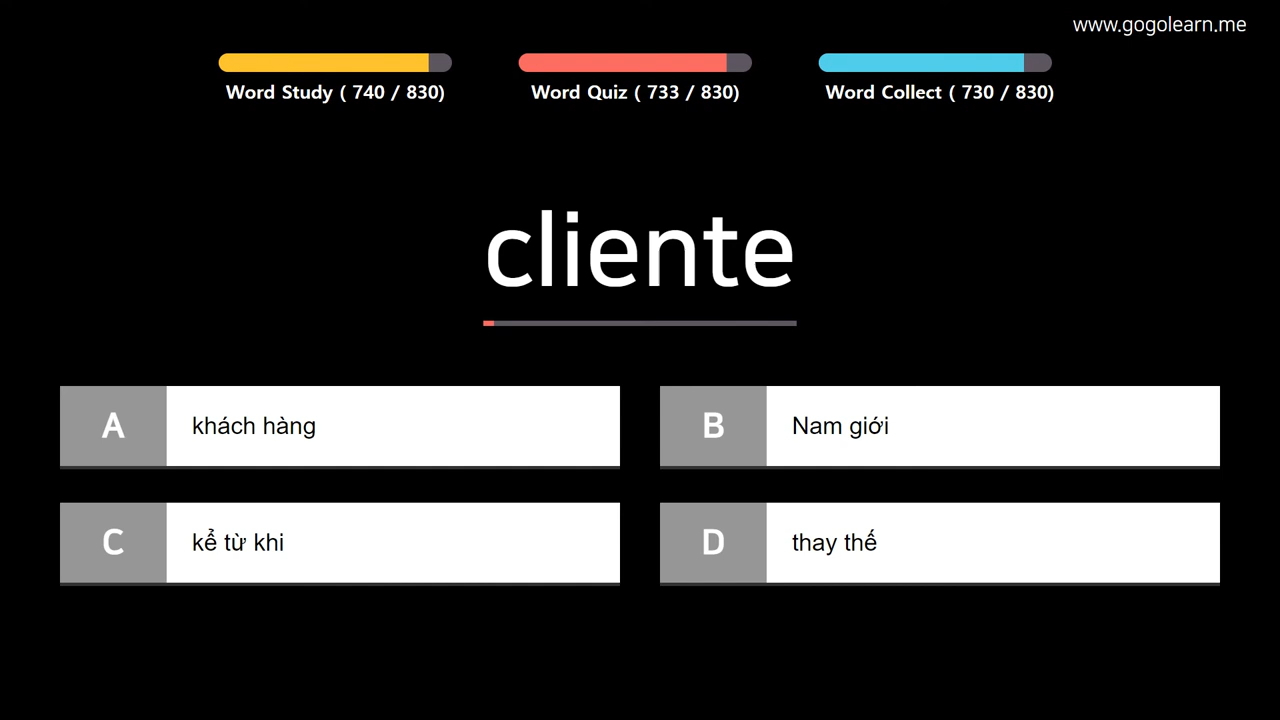 www.gogolearn.me
Word Study ( 740 / 830)
Word Quiz ( 733 / 830)
Word Collect ( 730 / 830)
cliente
A khách hàng
B Nam giới
C kể từ khi
D thay thế